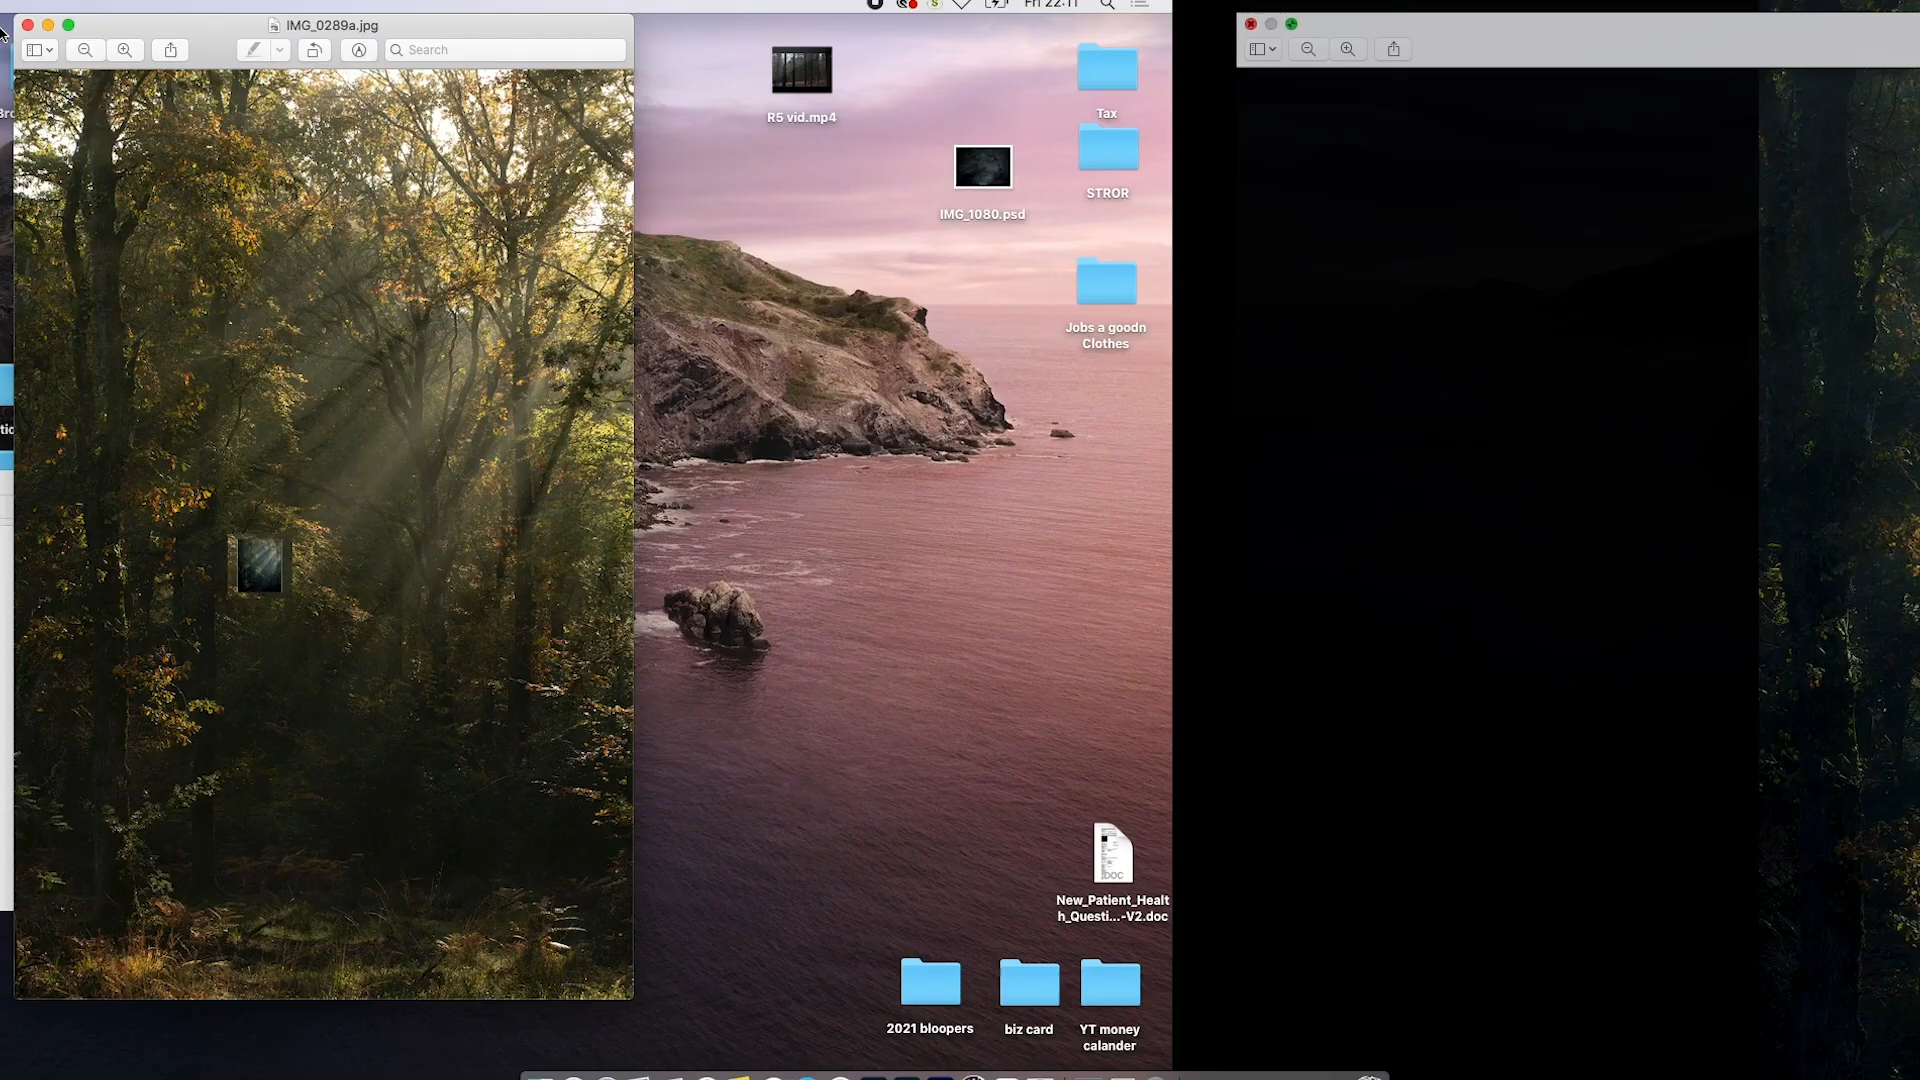 Fri 22:11
IMG_0289a.jpg
Search
R5 vid.mp4
Tax
IMG_1080.psd
STROR
Jobs a goodn
Clothes
DOC
New_Patient_Healt
h_Questi...-V2.doc
2021 bloopers
biz card
YT money
calander